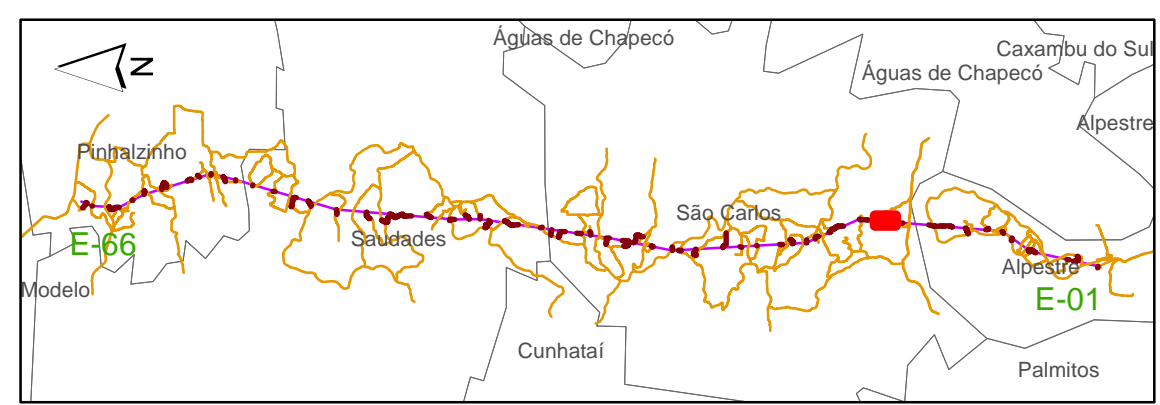 Águas de Chapecó
Caxambu do Sul
Águas de Chapecó
N
Alpestre
Pinhalzinho
São Carlos
Saudades
E-66
Alpestre
Modelo
E-01
Cunhataí
Palmitos